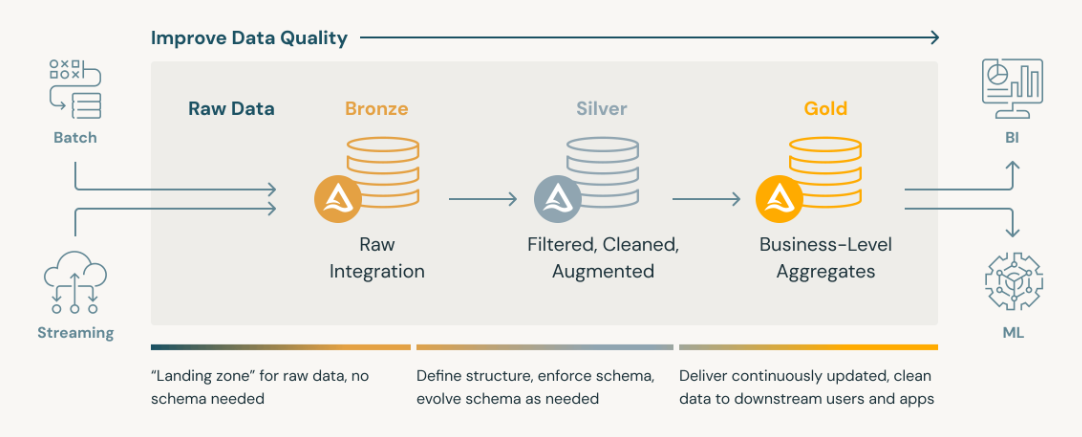 Improve Data Quality
Batch
Streaming
Raw Data
Bronze
Raw
Integration
Silver
Filtered, Cleaned,
Augmented
Gold
Business-Level
Aggregates
BI
ML
“Landing zone” for raw data, no
schema needed
Define structure, enforce schema,
evolve schema as needed
Deliver continuously updated, clean
data to downstream users and apps